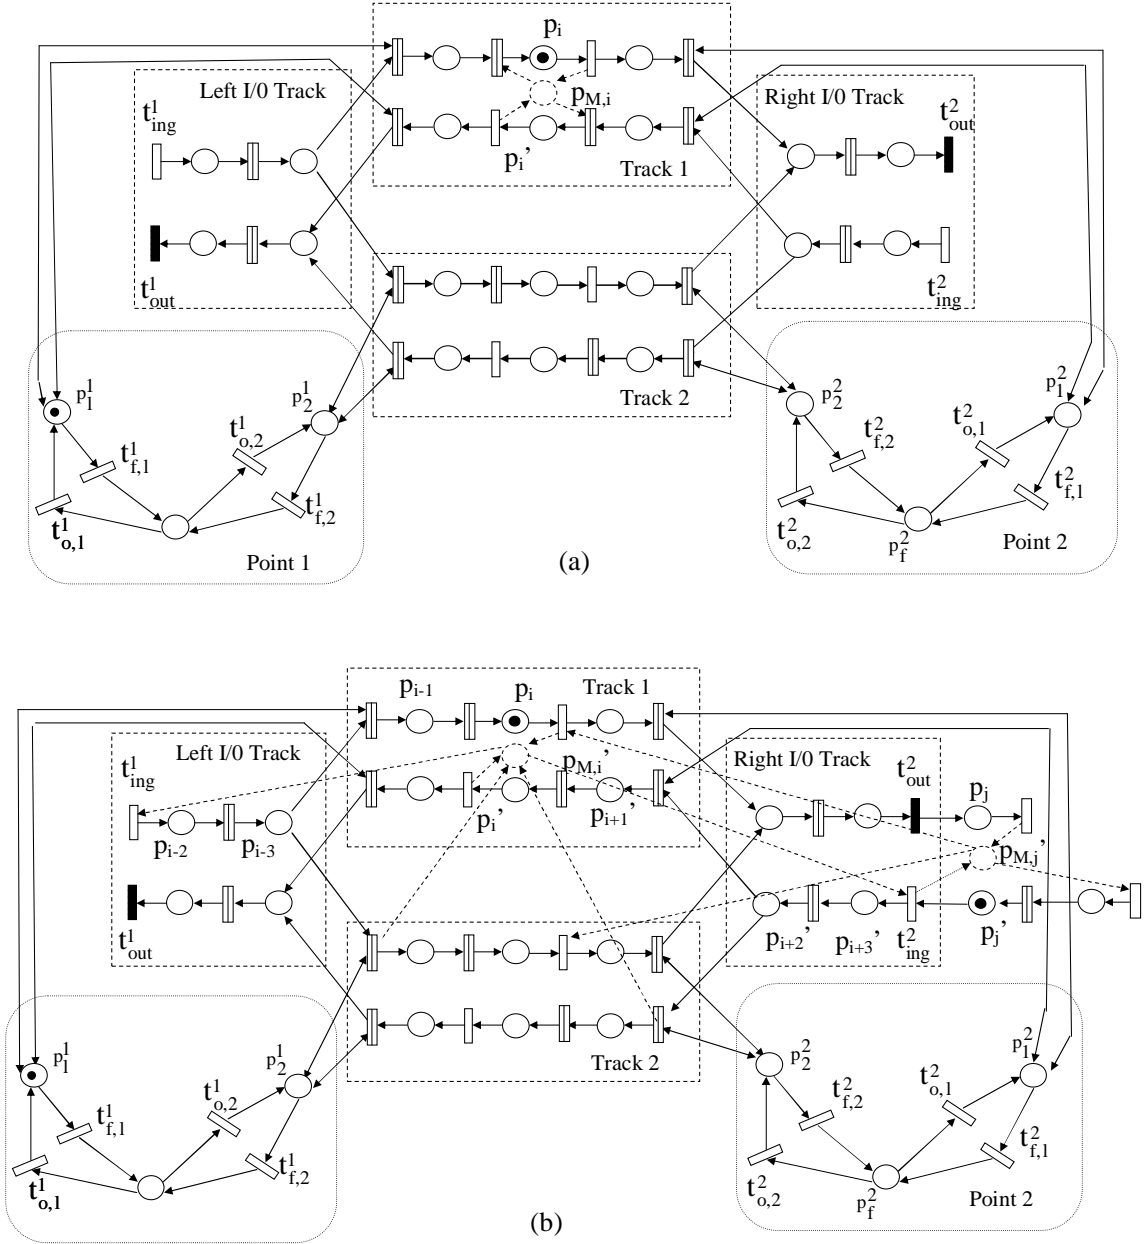 p_i
Left I/0 Track
p_M,i
Right I/0 Track
t^1_ing
t^2_out
p_i’
Track 1
t^1_out
t^2_ing
Track 2
p^1_1
p^1_2
p^2_2
p^2_1
t^1_o,2
t^2_o,1
t^1_f,1
t^2_f,2
t^1_f,2
t^2_f,1
t^1_o,1
t^2_o,2
p^2_f
Point 1
Point 2
(a)
p_i-1
p_i
Track 1
Left I/0 Track
p_M,i’
Right I/0 Track
t^1_ing
t^2_out
p_j
p_i’
p_i+1’
p_i-2
p_i-3
p_M,j’
t^1_out
p_i+2’
p_i+3’
t^2_ing
p_j’
Track 2
p^1_1
p^1_2
p^2_2
p^2_1
t^1_o,2
t^2_o,1
t^1_f,1
t^2_f,2
t^1_f,2
t^2_f,1
t^1_o,1
t^2_o,2
p^2_f
Point 2
(b)